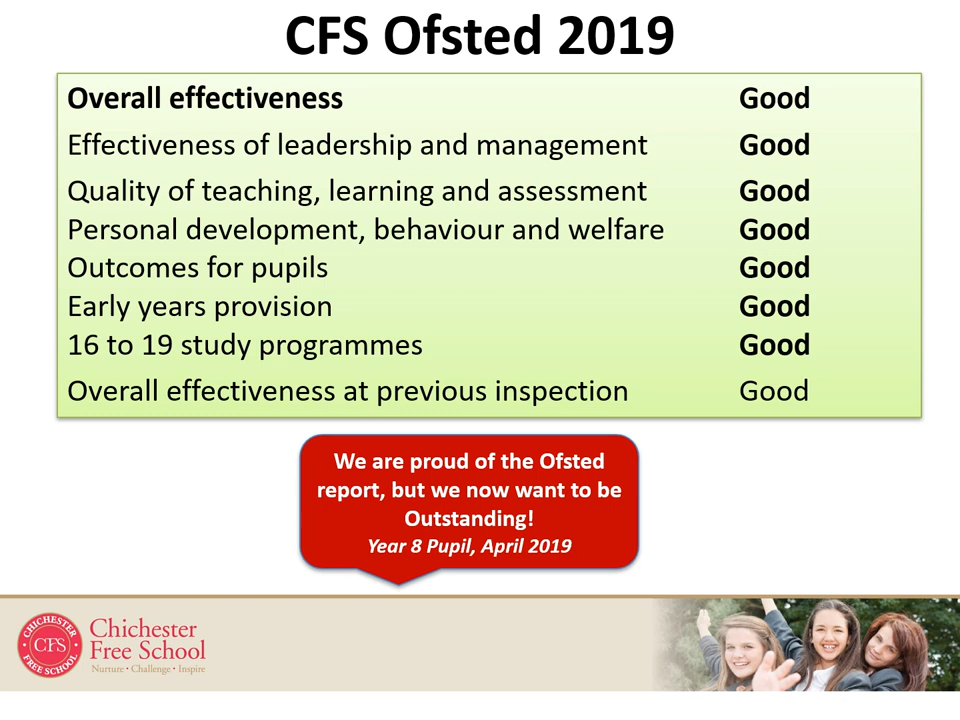 CFS Ofsted 2019
Overall effectiveness Good
Effectiveness of leadership and management Good
Quality of teaching, learning and assessment Good
Personal development, behaviour and welfare Good
Outcomes for pupils Good
Early years provision Good
16 to 19 study programmes Good
Overall effectiveness at previous inspection Good
We are proud of the Ofsted
report, but we now want to be
Outstanding!
Year 8 Pupil, April 2019
CHICHESTER
CFS
FREE SCHOOL
Chichester
Free School
Nurture • Challenge • Inspire